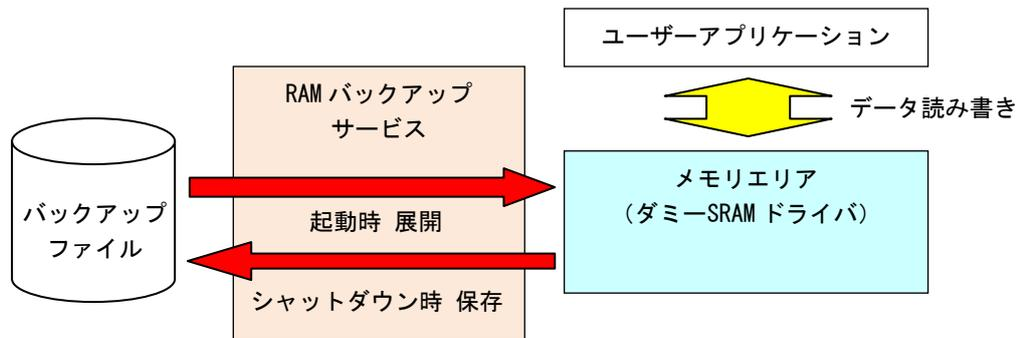 ユーザーアプリケーション
データ読み書き
RAM バックアップ
サービス
メモリエリア
(ダミーSRAM ドライバ)
バックアップ
ファイル
起動時 展開
シャットダウン時 保存